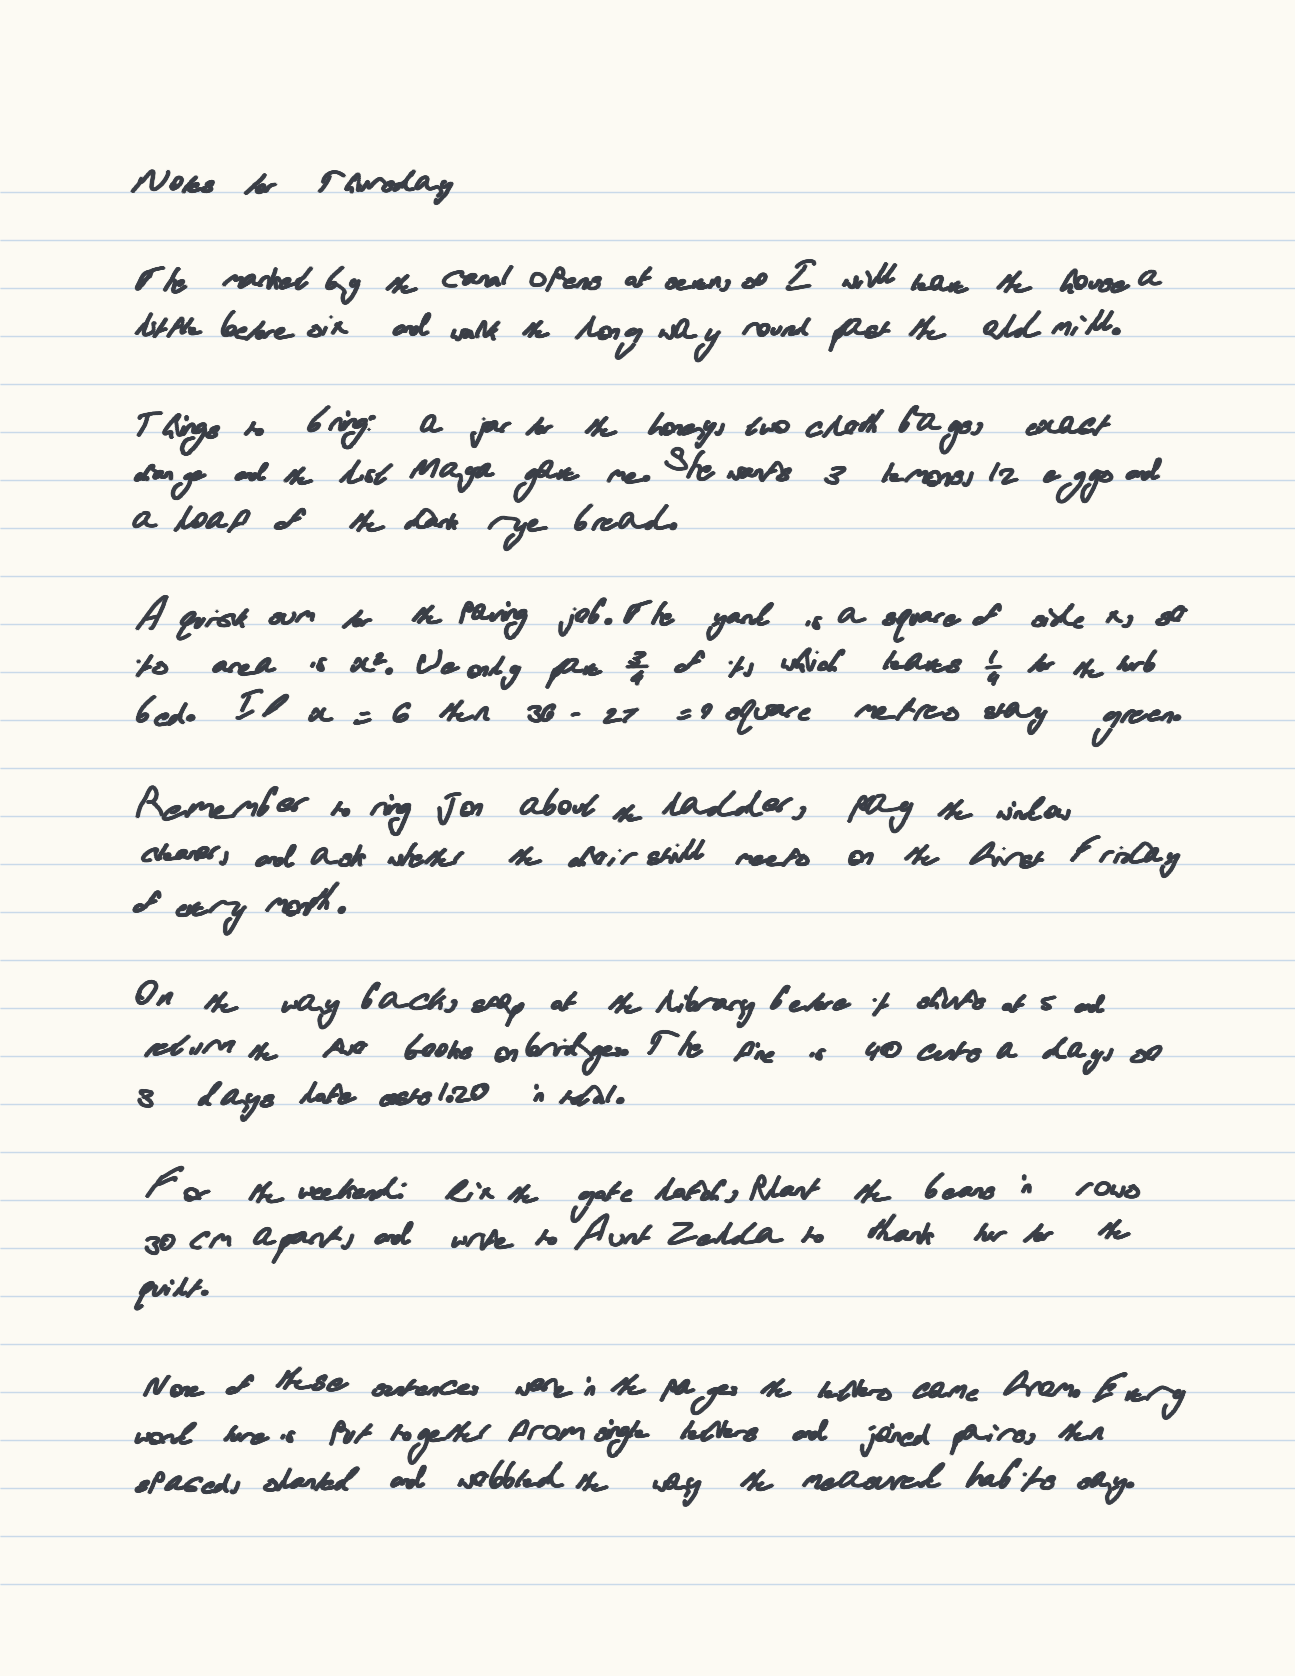 Notes for Thursday
The market by the canal opens at seven, so I will leave the house a
little before six and walk the long way round past the old mill.
Things to bring: a jar for the honey, two cloth bags, exact
change and the list Maya gave me. She wants 3 lemons, 12 eggs and
a loaf of the dark rye bread.
A quick sum for the paving job. The yard is a square of side x, so
its area is x². We only pave 3/4 of it, which leaves 1/4 for the herb
bed. If x = 6 then 36 - 27 = 9 square metres stay green.
Remember to ring Jon about the ladder, pay the window
cleaner, and ask whether the choir still meets on the first Friday
of every month.
On the way back, stop at the library before it shuts at 5 and
return the two books on bridges. The fine is 40 cents a day, so
3 days late costs 1.20 in total.
For the weekend: fix the gate latch, plant the beans in rows
30 cm apart, and write to Aunt Zelda to thank her for the
quilt.
None of these sentences were in the pages the letters came from. Every
word here is put together from single letters and joined pairs, then
spaced, slanted and wobbled the way the measured habits say.